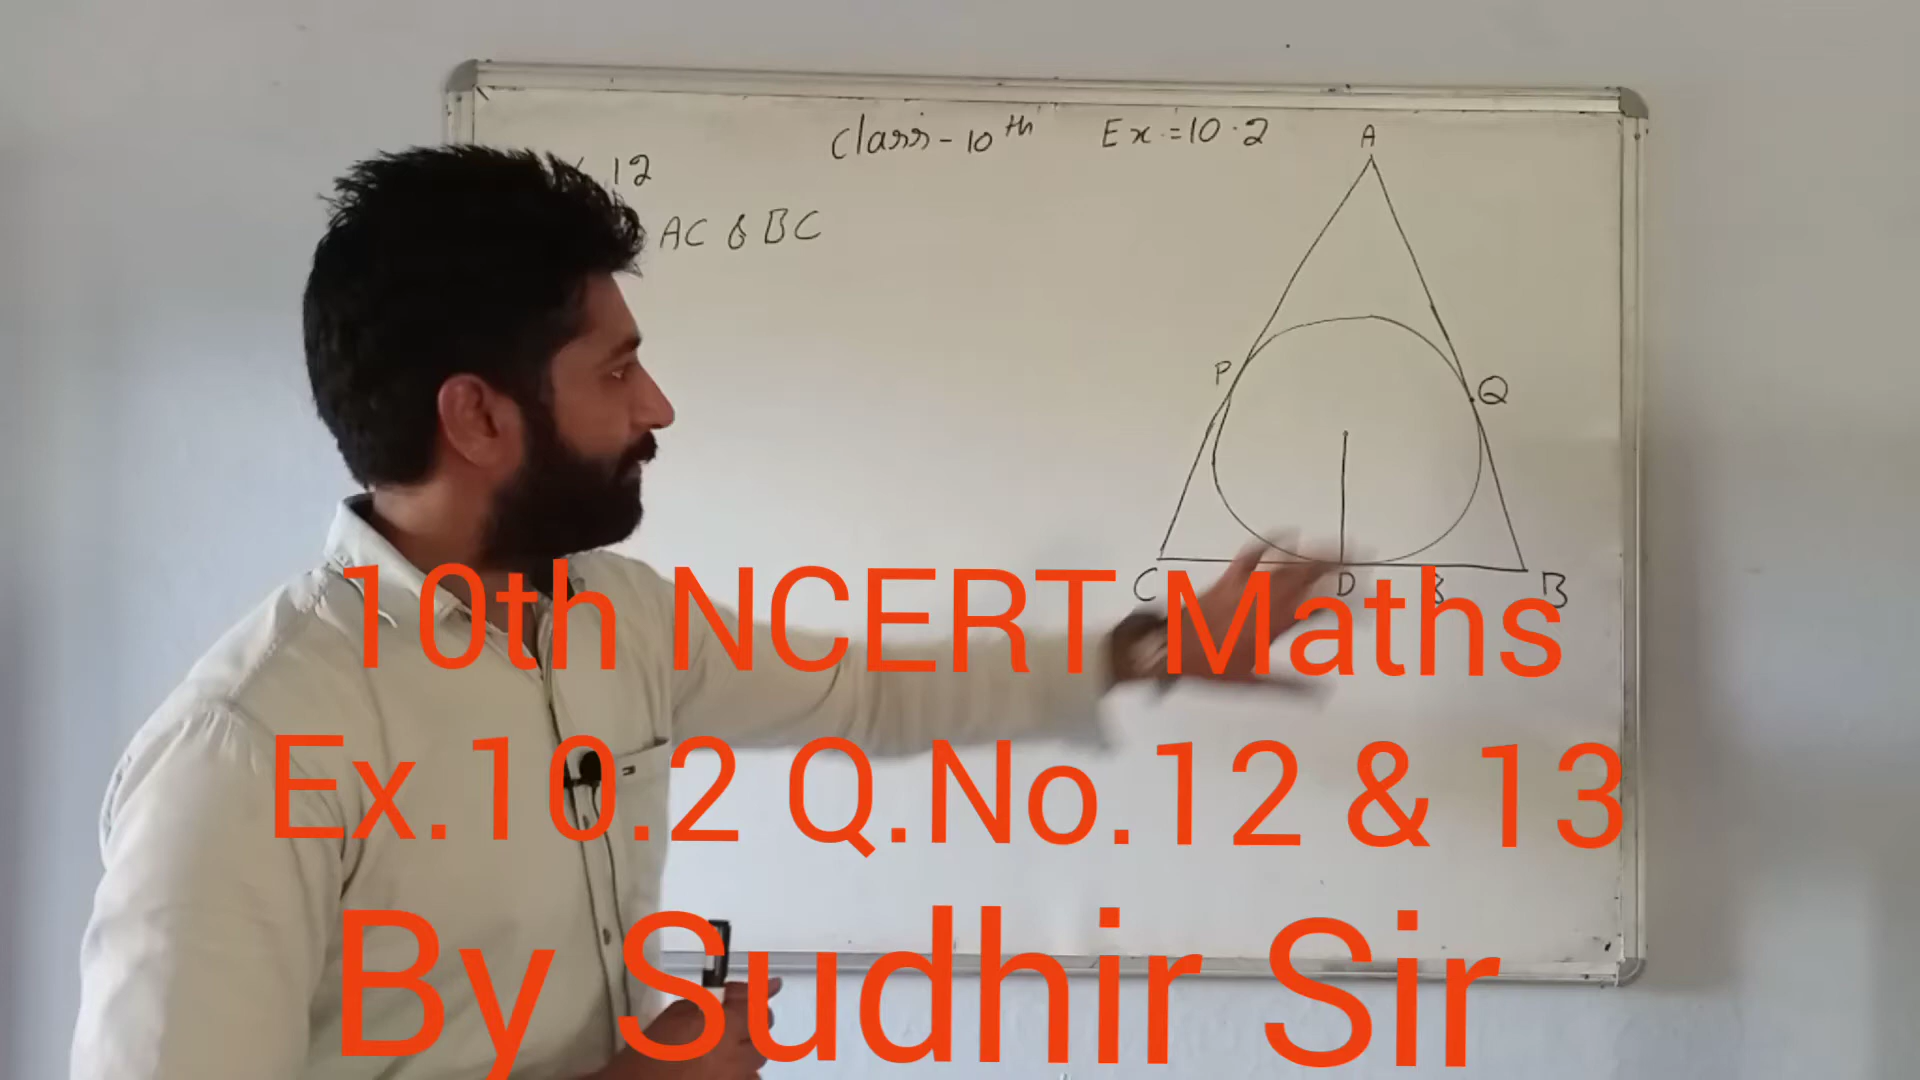 Class-10th Ex.=10.2
12
AC & BC
A
P
Q
C D B
10th NCERT Maths
Ex.10.2 Q.No.12 & 13
By Sudhir Sir